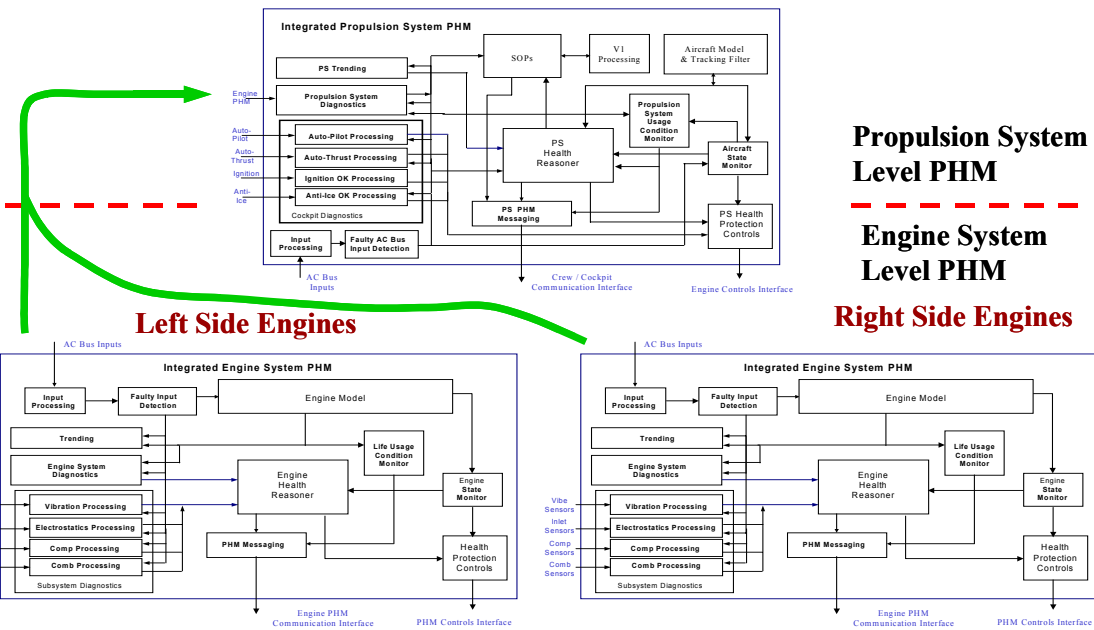 Integrated Propulsion System PHM
SOPs
V1
Processing
Aircraft Model
& Tracking Filter
PS Trending
Engine
PHM
Propulsion System
Diagnostics
Propulsion
System
Usage
Condition
Monitor
Auto-
Pilot
Auto-Pilot Processing
Auto-
Thrust
Auto-Thrust Processing
Ignition
Ignition OK Processing
Anti-
Ice
Anti-Ice OK Processing
Cockpit Diagnostics
PS
Health
Reasoner
Aircraft
State
Monitor
PS PHM
Messaging
PS Health
Protection
Controls
Input
Processing
Faulty AC Bus
Input Detection
AC Bus
Inputs
Crew / Cockpit
Communication Interface
Engine Controls Interface
Propulsion System
Level PHM
Engine System
Level PHM
Left Side Engines
Right Side Engines
AC Bus Inputs
Integrated Engine System PHM
Input
Processing
Faulty Input
Detection
Engine Model
Trending
Engine System
Diagnostics
Life Usage
Condition
Monitor
Engine
Health
Reasoner
Engine
State
Monitor
Vibration Processing
Electrostatics Processing
Comp Processing
Comb Processing
Subsystem Diagnostics
PHM Messaging
Health
Protection
Controls
Engine PHM
Communication Interface
PHM Controls Interface
AC Bus Inputs
Integrated Engine System PHM
Input
Processing
Faulty Input
Detection
Engine Model
Trending
Engine System
Diagnostics
Life Usage
Condition
Monitor
Engine
Health
Reasoner
Engine
State
Monitor
Vibe
Sensors
Vibration Processing
Inlet
Sensors
Electrostatics Processing
Comp
Sensors
Comp Processing
Comb
Sensors
Comb Processing
Subsystem Diagnostics
PHM Messaging
Health
Protection
Controls
Engine PHM
Communication Interface
PHM Controls Interface